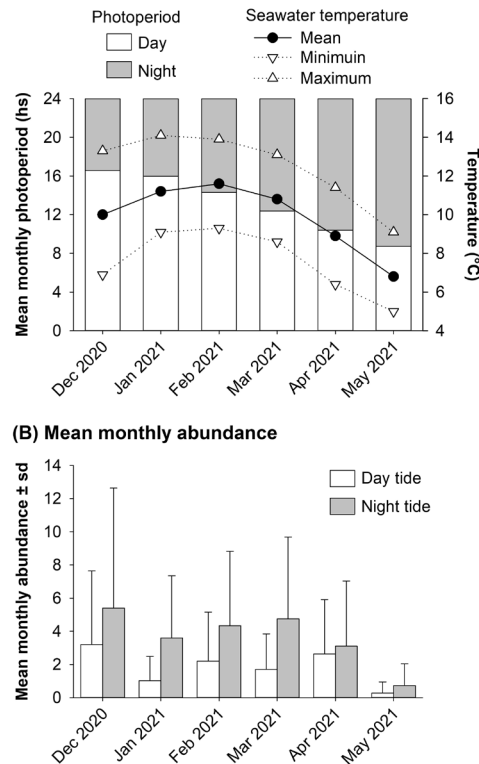 Photoperiod
Day
Night
Seawater temperature
Mean
Minimuin
Maximum
Mean monthly photoperiod (hs)
24
20
16
12
8
4
0
16
14
12
10
8
6
4
Temperature (°C)
Dec 2020
Jan 2021
Feb 2021
Mar 2021
Apr 2021
May 2021
(B) Mean monthly abundance
Mean monthly abundance ± sd
14
12
10
8
6
4
2
0
Day tide
Night tide
Dec 2020
Jan 2021
Feb 2021
Mar 2021
Apr 2021
May 2021